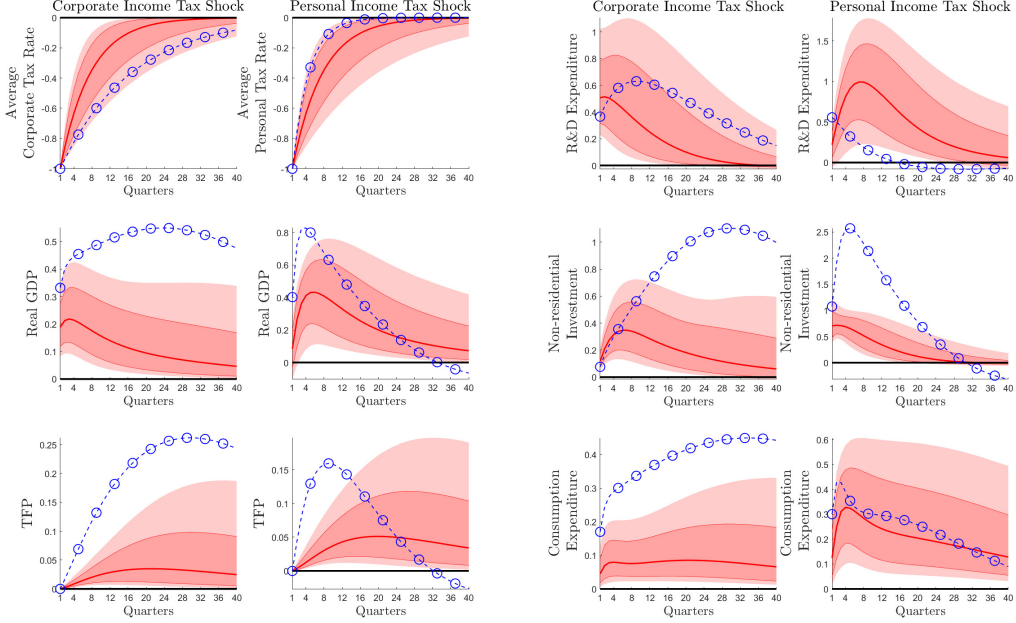 Corporate Income Tax Shock
Average
Corporate Tax Rate
0
-0.2
-0.4
-0.6
-0.8
-1
1 4 8 12 16 21 24 28 32 36 40
Quarters
Personal Income Tax Shock
Average
Personal Tax Rate
0
-0.2
-0.4
-0.6
-0.8
-1
1 4 8 12 16 21 24 28 32 36 40
Quarters
Corporate Income Tax Shock
R&D Expenditure
1
0.8
0.6
0.4
0.2
0
1 4 8 12 16 21 24 28 32 36 40
Quarters
Personal Income Tax Shock
R&D Expenditure
1.5
1
0.5
0
1 4 8 12 16 21 24 28 32 36 40
Quarters
Real GDP
0.5
0.4
0.3
0.2
0.1
0
1 4 8 12 16 21 24 28 32 36 40
Quarters
Real GDP
0.8
0.6
0.4
0.2
0
1 4 8 12 16 21 24 28 32 36 40
Quarters
Non-residential
Investment
1
0.8
0.6
0.4
0.2
0
1 4 8 12 16 21 24 28 32 36 40
Quarters
Non-residential
Investment
2.5
2
1.5
1
0.5
0
1 4 8 12 16 21 24 28 32 36 40
Quarters
TFP
0.25
0.2
0.15
0.1
0.05
0
1 4 8 12 16 21 24 28 32 36 40
Quarters
TFP
0.15
0.1
0.05
0
1 4 8 12 16 21 24 28 32 36 40
Quarters
Consumption
Expenditure
0.4
0.3
0.2
0.1
0
1 4 8 12 16 21 24 28 32 36 40
Quarters
Consumption
Expenditure
0.6
0.5
0.4
0.3
0.2
0.1
0
1 4 8 12 16 21 24 28 32 36 40
Quarters